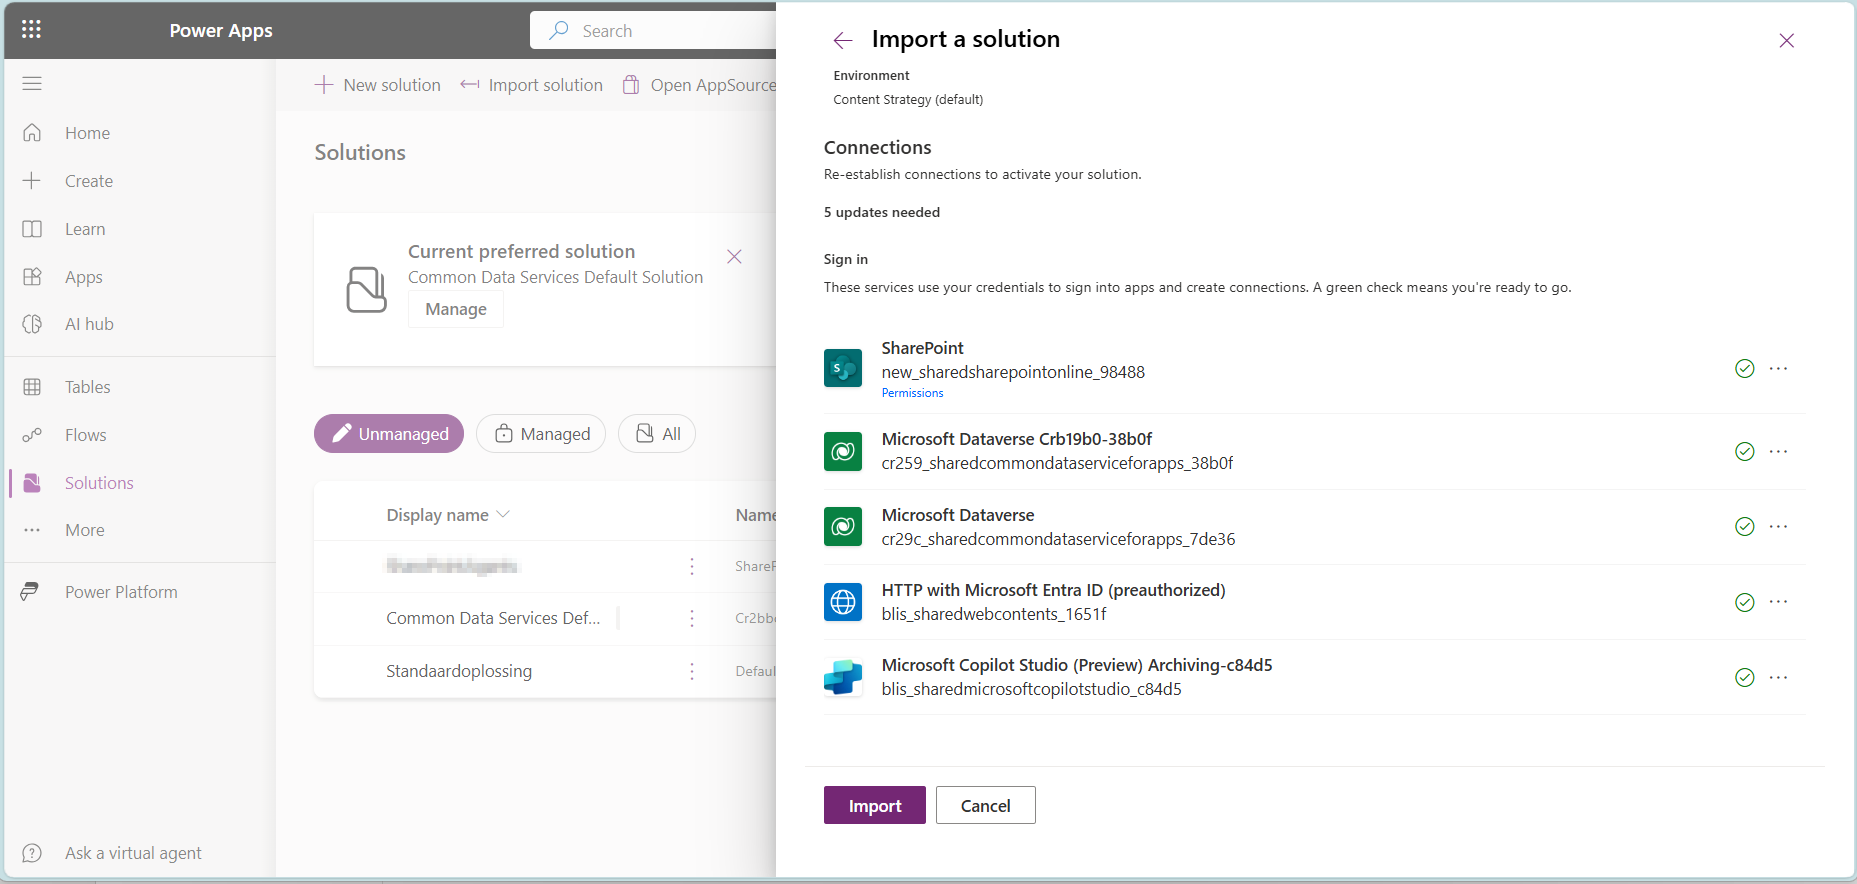 Power Apps
Search
Home
Create
Learn
Apps
AI hub
Tables
Flows
Solutions
More
Power Platform
Ask a virtual agent
New solution
Import solution
Open AppSource
Solutions
Current preferred solution
Common Data Services Default Solution
Manage
Unmanaged
Managed
All
Display name
Name
ShareP
Common Data Services Def...
Cr2bb
Standaardoplossing
Defaul
Import a solution
Environment
Content Strategy (default)
Connections
Re-establish connections to activate your solution.
5 updates needed
Sign in
These services use your credentials to sign into apps and create connections. A green check means you're ready to go.
S
SharePoint
new_sharedsharepointonline_98488
Permissions
Microsoft Dataverse Crb19b0-38b0f
cr259_sharedcommondataserviceforapps_38b0f
Microsoft Dataverse
cr29c_sharedcommondataserviceforapps_7de36
HTTP with Microsoft Entra ID (preauthorized)
blis_sharedwebcontents_1651f
Microsoft Copilot Studio (Preview) Archiving-c84d5
blis_sharedmicrosoftcopilotstudio_c84d5
Import
Cancel